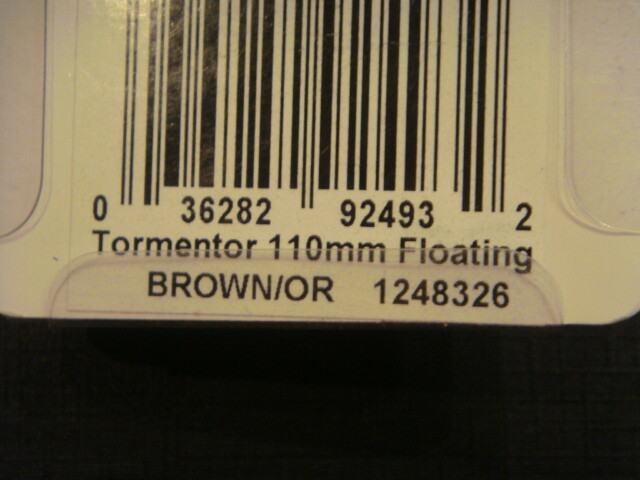 0 36282 92493 2
Tormentor 110mm Floating
BROWN/OR 1248326